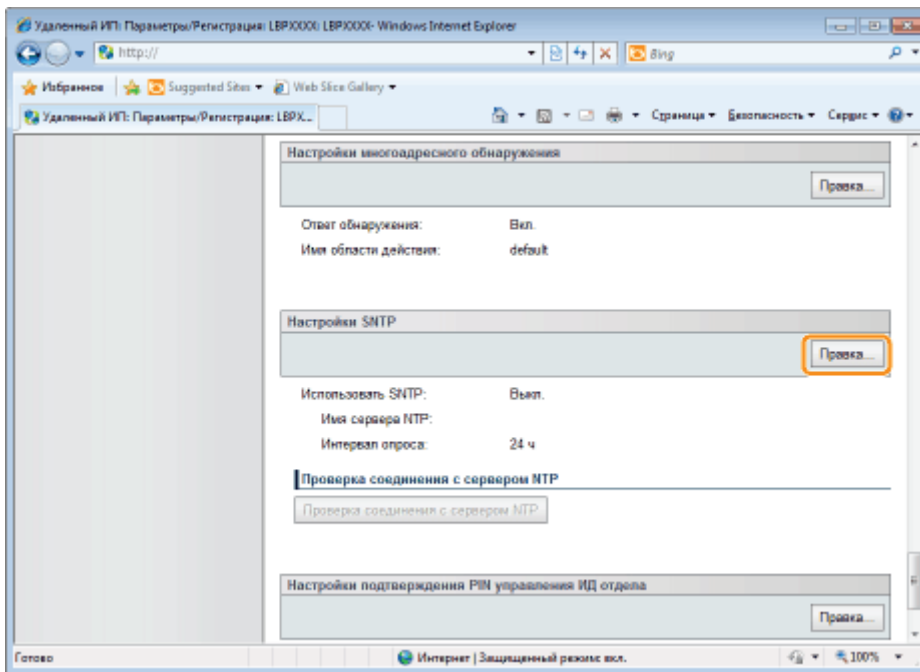 Удаленный ИП: Параметры/Регистрация: LBPXXXX: LBPXXXX- Windows Internet Explorer
http://
Bing
Избранное Suggested Sites Web Slice Gallery
Удаленный ИП: Параметры/Регистрация: LBPX... Страница Безопасность Сервис
Настройки многоадресного обнаружения
Правка...
Ответ обнаружения: Вкл.
Имя области действия: default
Настройки SNTP
Правка...
Использовать SNTP: Выкл.
Имя сервера NTP:
Интервал опроса: 24 ч
Проверка соединения с сервером NTP
Проверка соединения с сервером NTP
Настройки подтверждения PIN управления ИД отдела
Правка...
Готово Интернет | Защищенный режим: вкл. 100%